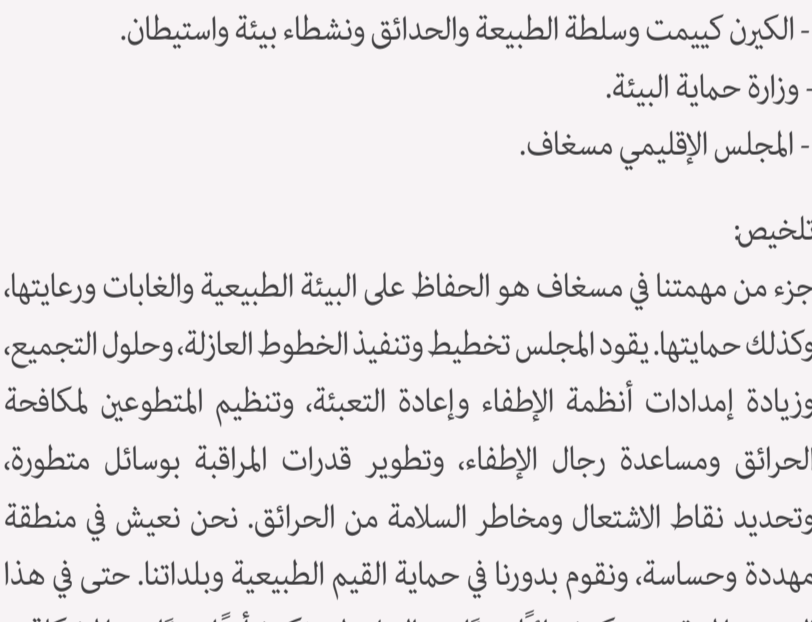 - الكيرن كييمت وسلطة الطبيعة والحدائق ونشطاء بيئة واستيطان.
- وزارة حماية البيئة.
- المجلس الإقليمي مسغاف.
تلخيص:
جزء من مهمتنا في مسغاف هو الحفاظ على البيئة الطبيعية والغابات ورعايتها،
وكذلك حمايتها. يقود المجلس تخطيط وتنفيذ الخطوط العازلة، وحلول التجميع،
وزيادة إمدادات أنظمة الإطفاء وإعادة التعبئة، وتنظيم المتطوعين لمكافحة
الحرائق ومساعدة رجال الإطفاء، وتطوير قدرات المراقبة بوسائل متطورة،
وتحديد نقاط الاشتعال ومخاطر السلامة من الحرائق. نحن نعيش في منطقة
مهددة وحساسة، ونقوم بدورنا في حماية القيم الطبيعية وبلداتنا. حتى في هذا